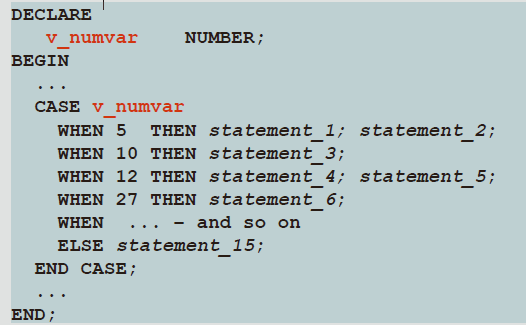 DECLARE
v_numvar NUMBER;
BEGIN
...
CASE v_numvar
WHEN 5 THEN statement_1; statement_2;
WHEN 10 THEN statement_3;
WHEN 12 THEN statement_4; statement_5;
WHEN 27 THEN statement_6;
WHEN ... – and so on
ELSE statement_15;
END CASE;
...
END;